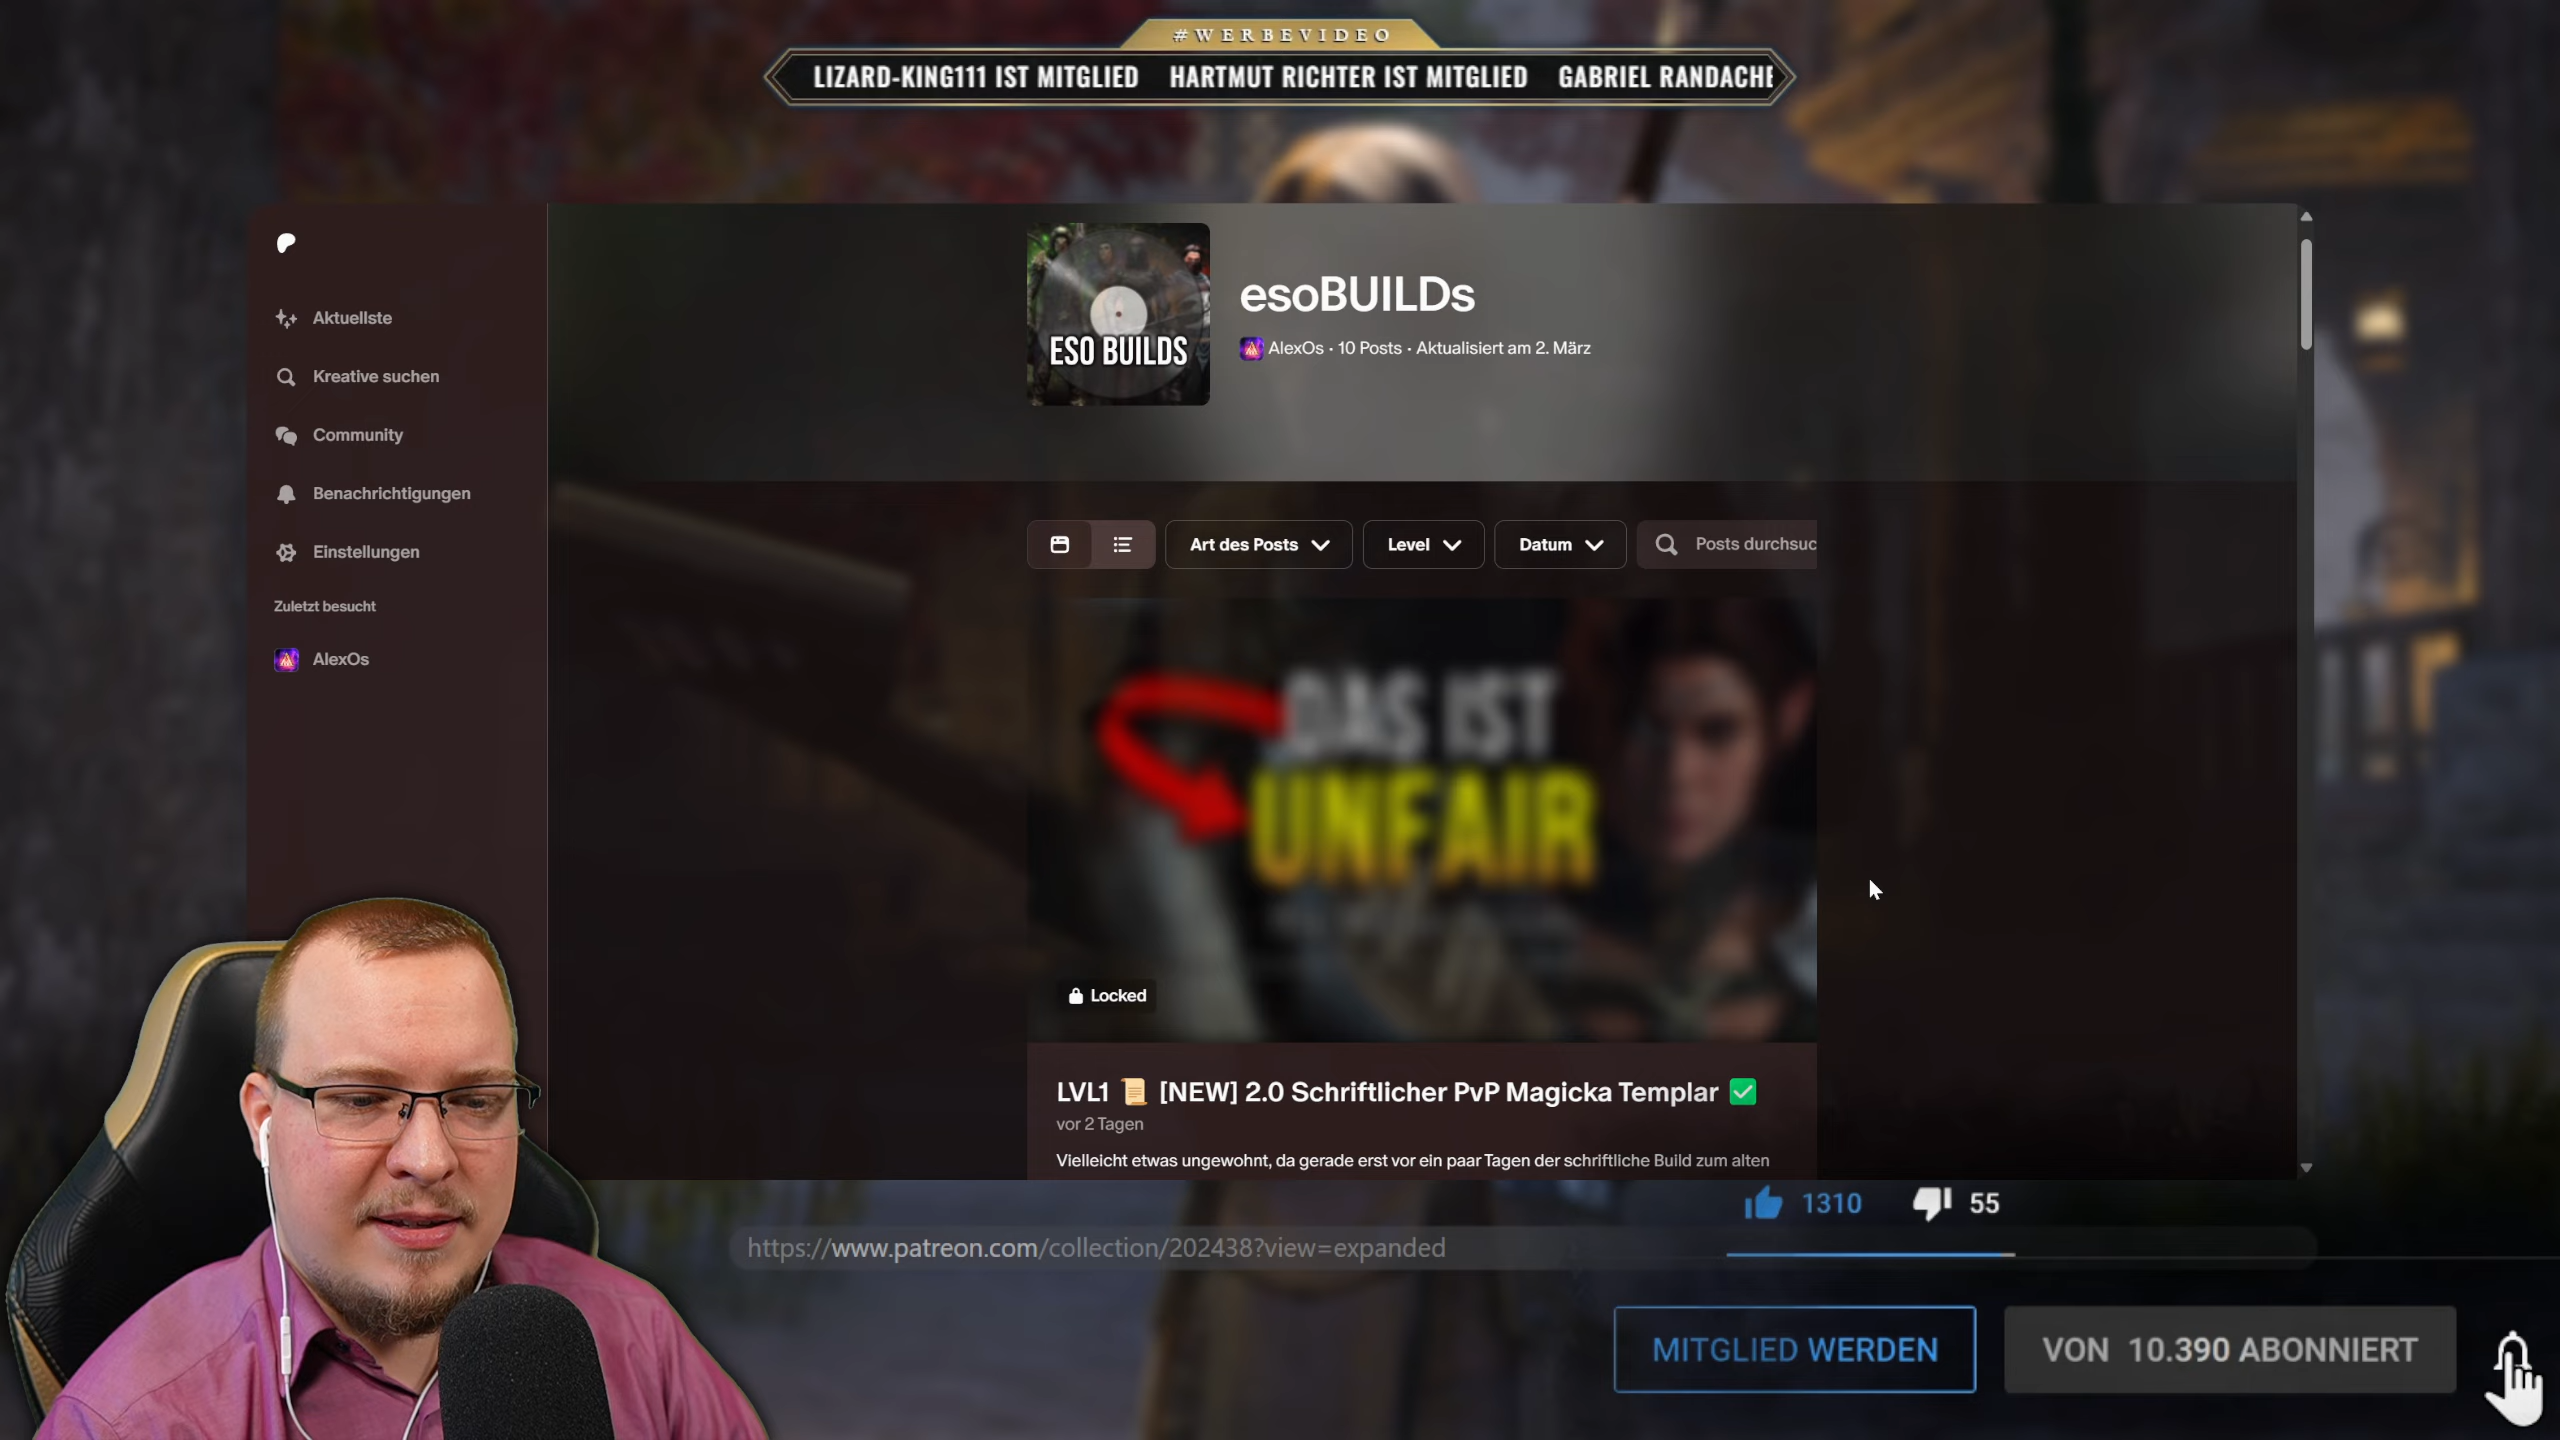 #WERBEVIDEO
LIZARD-KING111 IST MITGLIED HARTMUT RICHTER IST MITGLIED GABRIEL RANDACHE
ESO BUILDS
esoBUILDs
AlexOs • 10 Posts • Aktualisiert am 2. März
Aktuellste
Kreative suchen
Community
Benachrichtigungen
Einstellungen
Zuletzt besucht
AlexOs
Art des Posts
Level
Datum
Posts durchsuc
DAS IST
UNFAIR
Locked
LVL1 📜 [NEW] 2.0 Schriftlicher PvP Magicka Templar ✅
vor 2 Tagen
Vielleicht etwas ungewohnt, da gerade erst vor ein paar Tagen der schriftliche Build zum alten
1310 55
https://www.patreon.com/collection/202438?view=expanded
MITGLIED WERDEN
VON 10.390 ABONNIERT